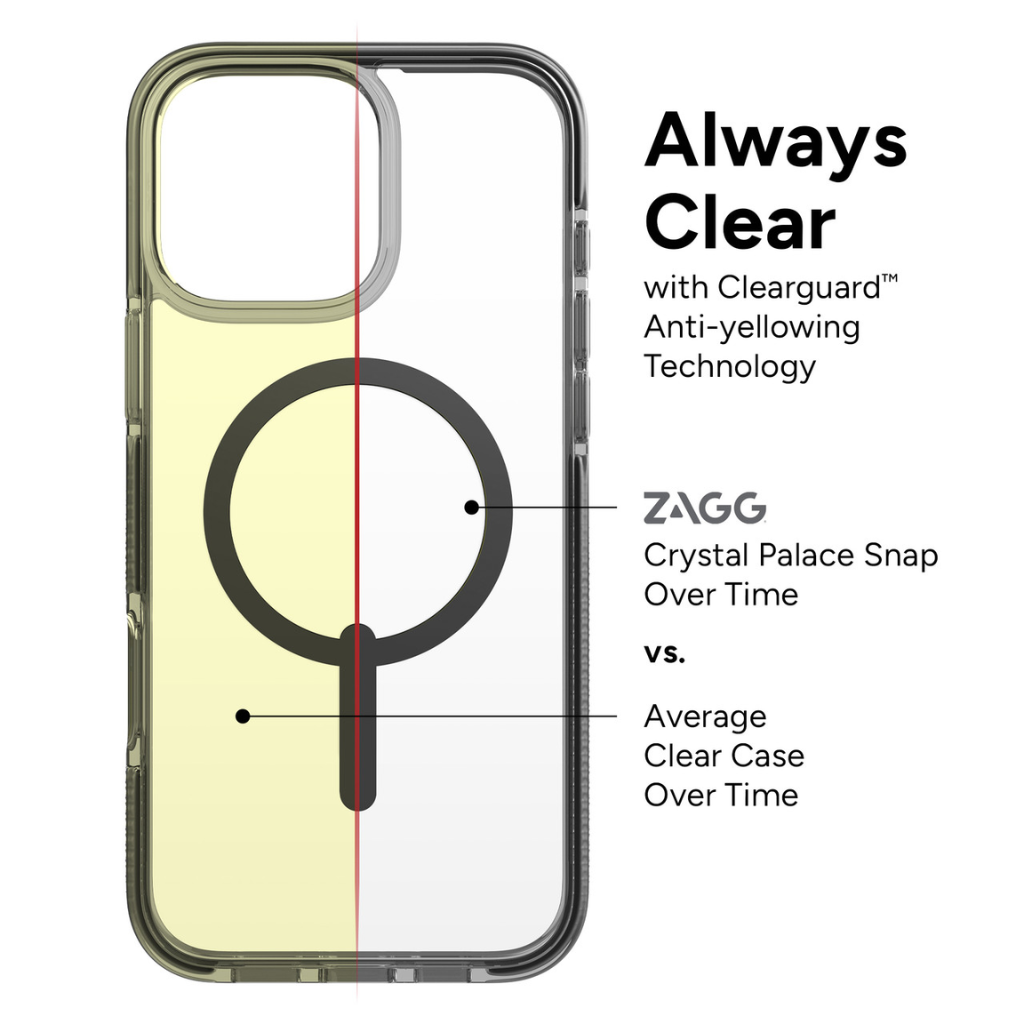 Always
Clear
with Clearguard™
Anti-yellowing
Technology
ZAGG
Crystal Palace Snap
Over Time
vs.
Average
Clear Case
Over Time